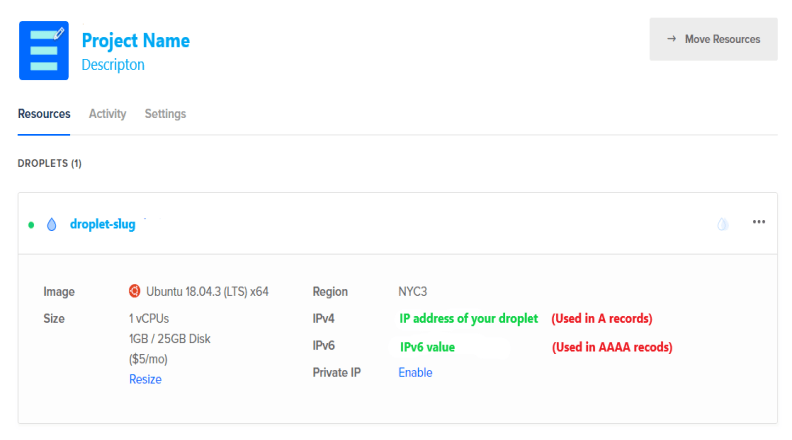 Project Name
Descripton
→ Move Resources
Resources Activity Settings
DROPLETS (1)
droplet-slug
Image Ubuntu 18.04.3 (LTS) x64 Region NYC3
Size 1 vCPUs IPv4 IP address of your droplet (Used in A records)
1GB / 25GB Disk IPv6 IPv6 value (Used in AAAA recods)
($5/mo) Private IP Enable
Resize